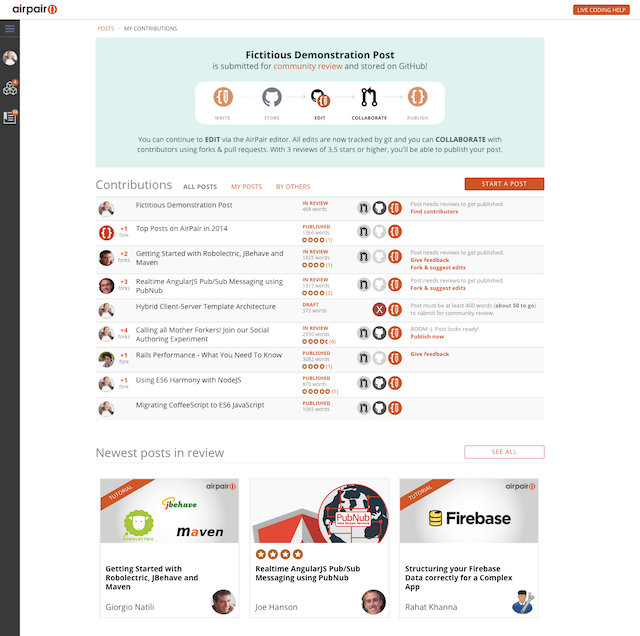 airpair
LIVE CODING HELP
POSTS > MY CONTRIBUTIONS
Fictitious Demonstration Post
is submitted for community review and stored on GitHub!
WRITE STORE EDIT COLLABORATE PUBLISH
You can continue to EDIT via the AirPair editor. All edits are now tracked by git and you can COLLABORATE with
contributors using forks & pull requests. With 3 reviews of 3.5 stars or higher, you'll be able to publish your post.
Contributions ALL POSTS MY POSTS BY OTHERS START A POST
Fictitious Demonstration Post
IN REVIEW
468 words
Post needs reviews to get published.
Find contributors
+1
fork
Top Posts on AirPair in 2014
PUBLISHED
1366 words
(1)
+2
forks
Getting Started with Robolectric, JBehave and
Maven
IN REVIEW
1825 words
(1)
Post needs reviews to get published.
Give feedback
Fork & suggest edits
+3
forks
Realtime AngularJS Pub/Sub Messaging using
PubNub
IN REVIEW
1317 words
(2)
Post needs reviews to get published.
Give feedback
Fork & suggest edits
Hybrid Client-Server Template Architecture
DRAFT
372 words
X
Post must be at least 400 words (about 50 to go)
to submit for community review.
+4
forks
Calling all Mother Forkers! Join our Social
Authoring Experiment
IN REVIEW
2350 words
(4)
BOOM :). Post looks ready!
Publish now
+1
fork
Rails Performance - What You Need To Know
PUBLISHED
3082 words
(1)
Give feedback
+1
fork
Using ES6 Harmony with NodeJS
PUBLISHED
870 words
Migrating CoffeeScript to ES6 JavaScript
PUBLISHED
1065 words
Newest posts in review SEE ALL
TUTORIAL
airpair
jbehave
ROBOLECTRIC
maven
Getting Started with
Robolectric, JBehave and
Maven
Giorgio Natili
PubNub
Realtime AngularJS Pub/Sub
Messaging using PubNub
Joe Hanson
TUTORIAL
airpair
Firebase
Structuring your Firebase
Data correctly for a Complex
App
Rahat Khanna